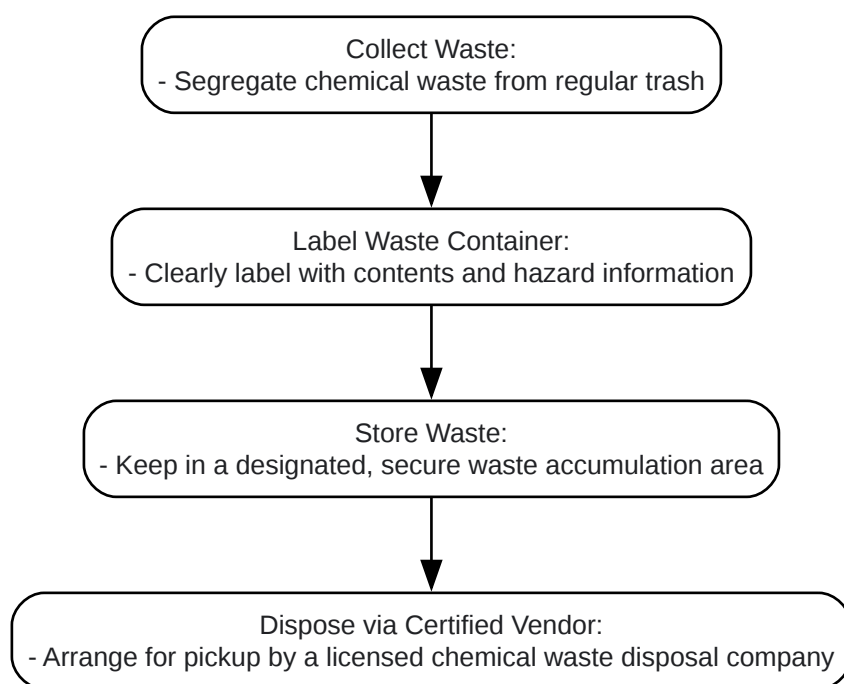 Collect Waste:
- Segregate chemical waste from regular trash
Label Waste Container:
- Clearly label with contents and hazard information
Store Waste:
- Keep in a designated, secure waste accumulation area
Dispose via Certified Vendor:
- Arrange for pickup by a licensed chemical waste disposal company